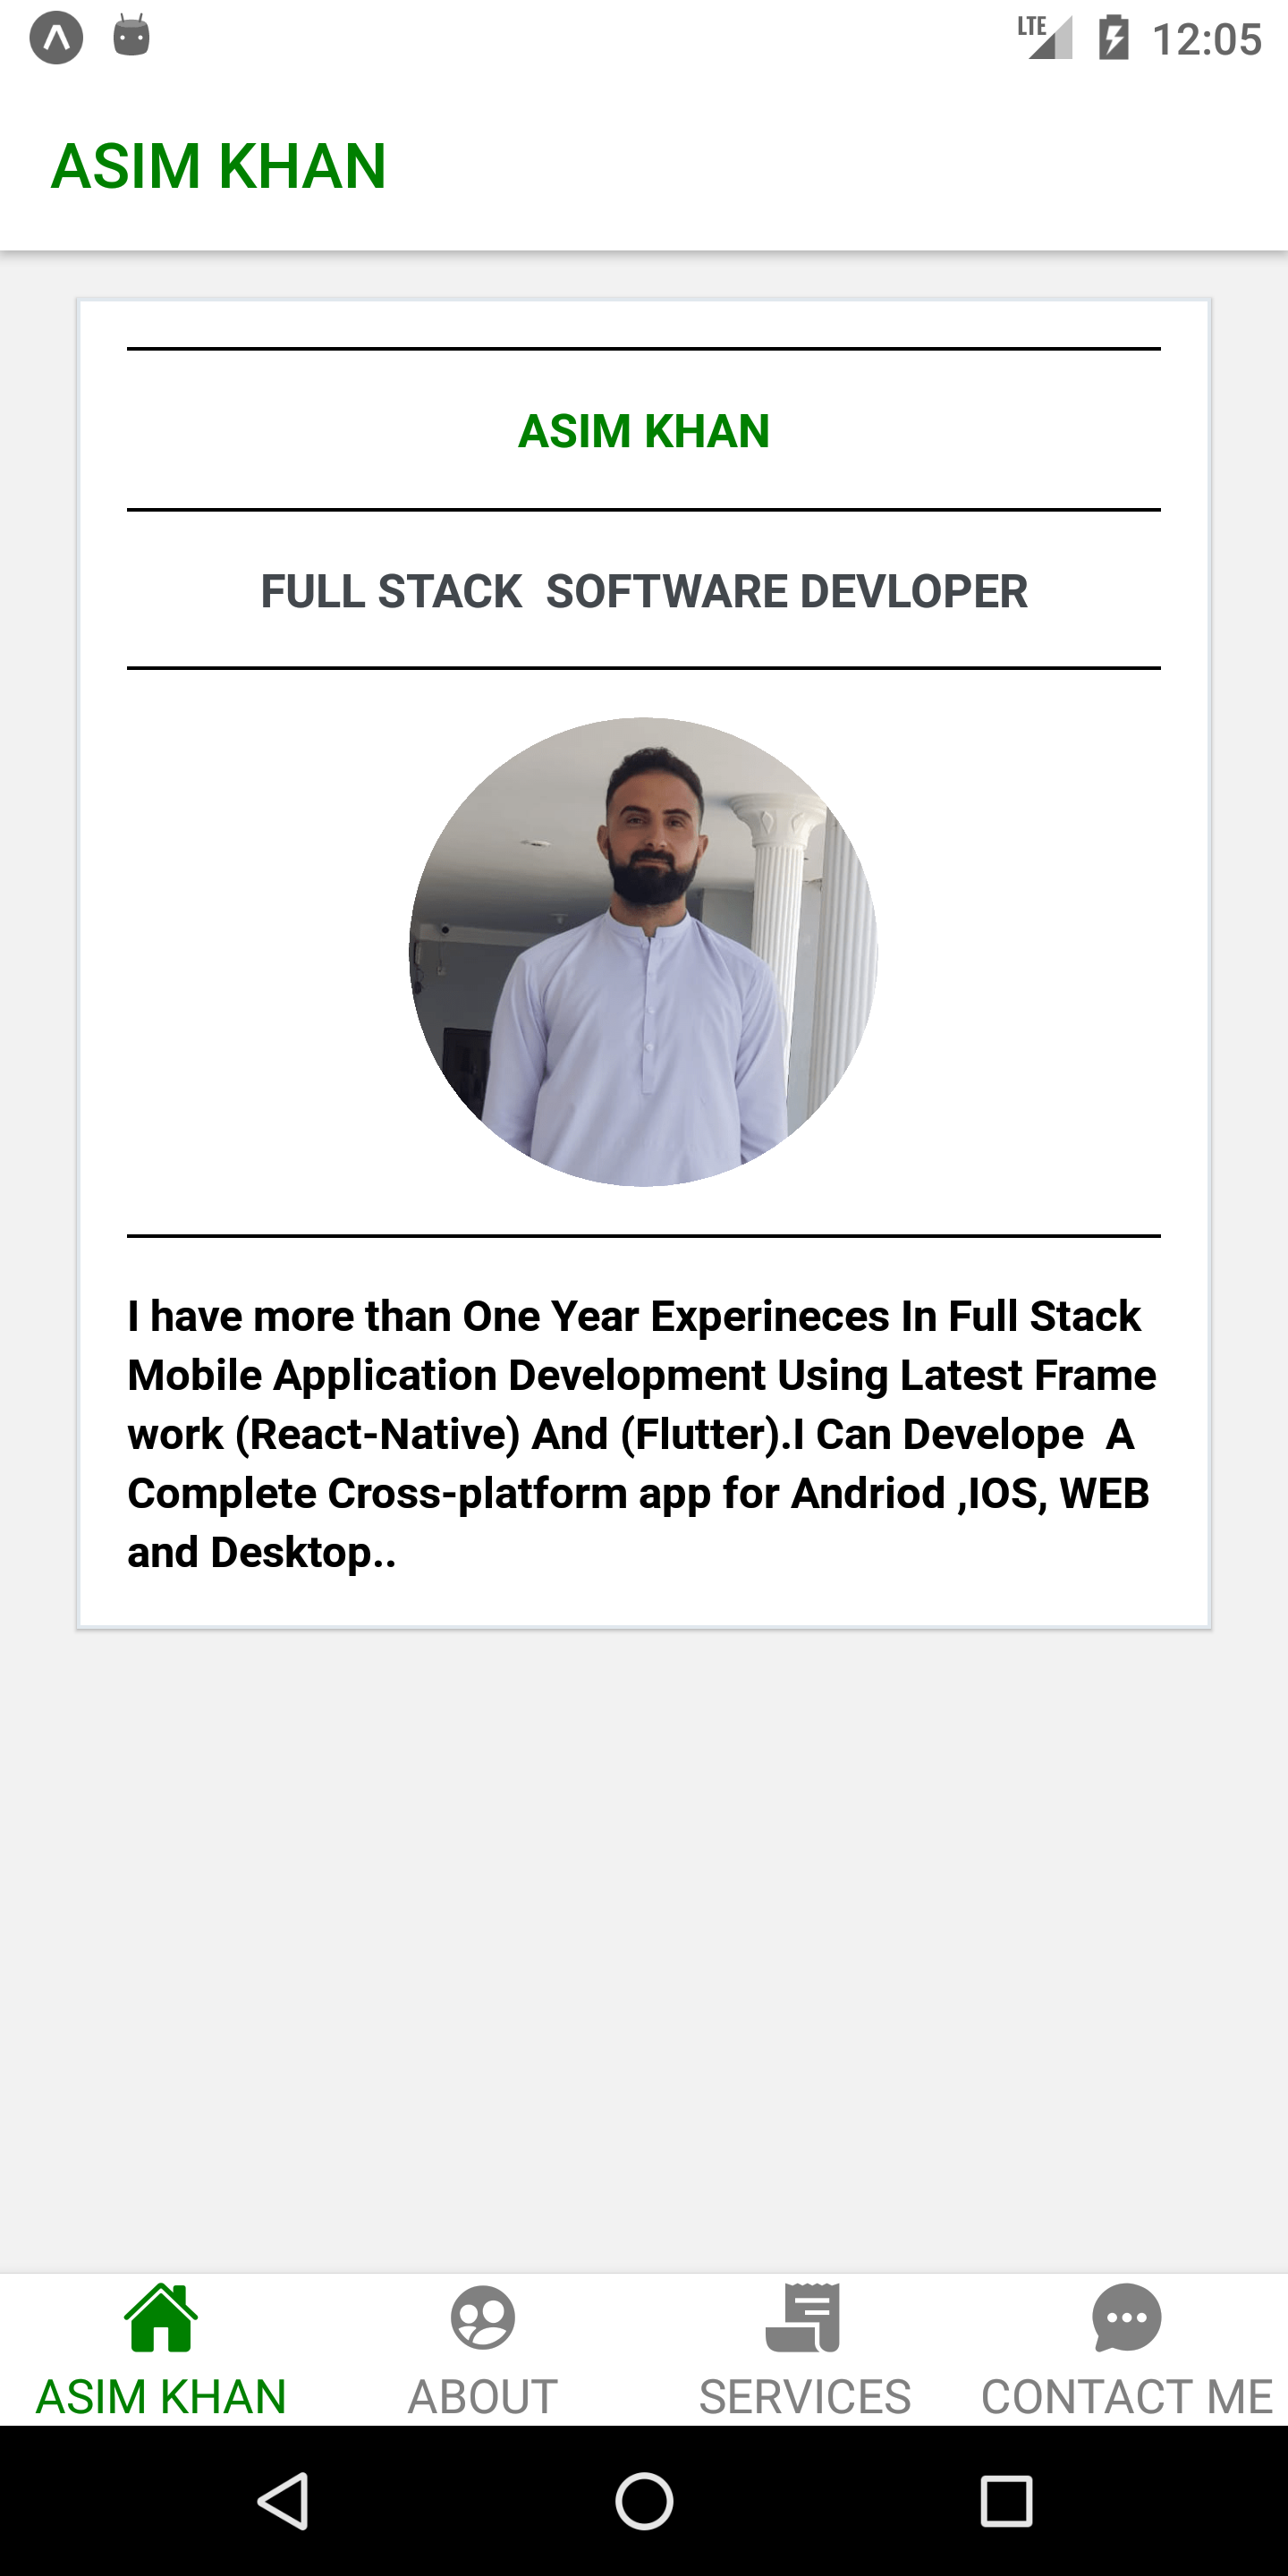 LTE 12:05
ASIM KHAN
ASIM KHAN
FULL STACK  SOFTWARE DEVLOPER
I have more than One Year Experineces In Full Stack
Mobile Application Development Using Latest Frame
work (React-Native) And (Flutter).I Can Develope  A
Complete Cross-platform app for Andriod ,IOS, WEB
and Desktop..
ASIM KHAN ABOUT SERVICES CONTACT ME